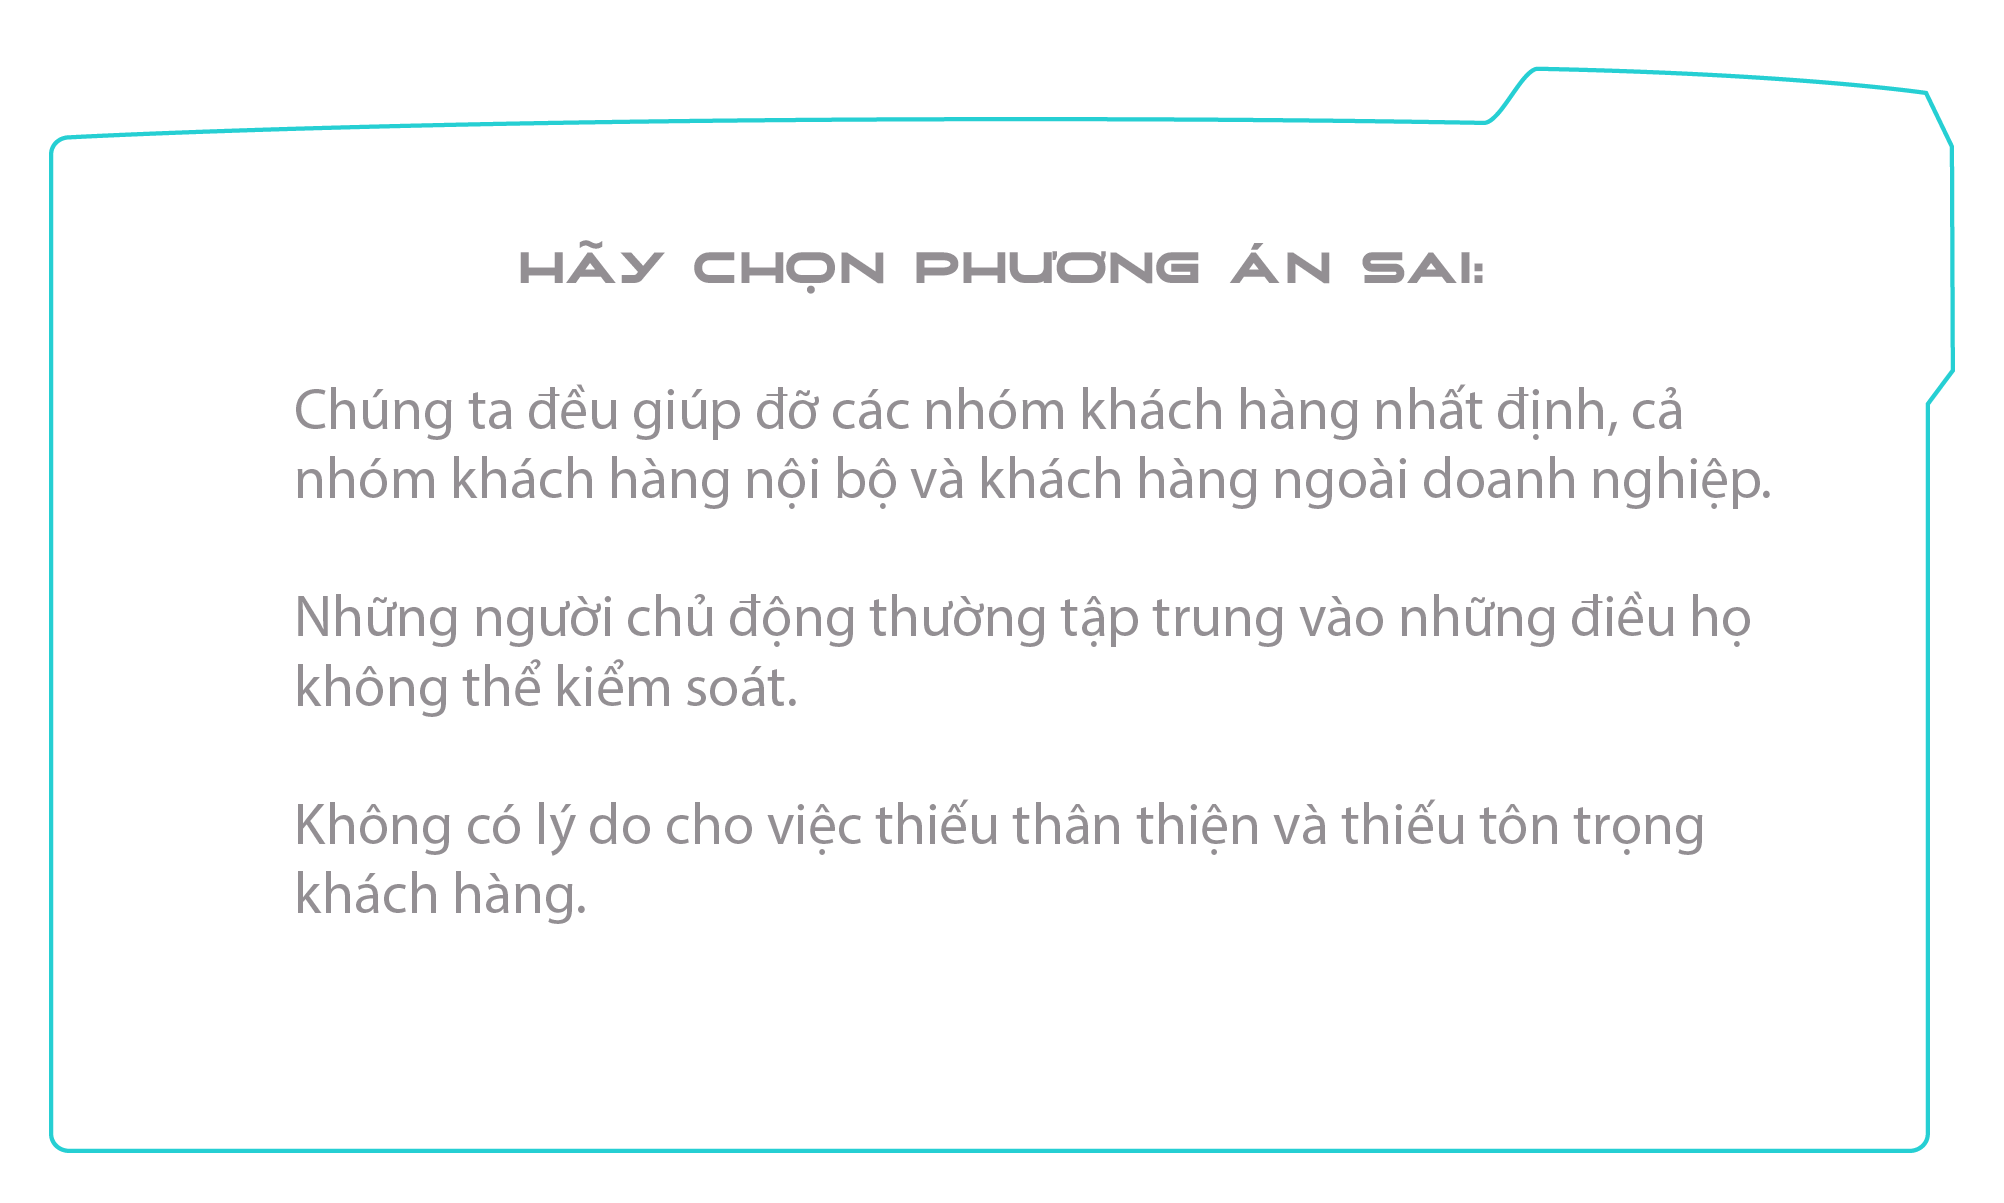 HÃY CHỌN PHƯƠNG ÁN SAI:
Chúng ta đều giúp đỡ các nhóm khách hàng nhất định, cả
nhóm khách hàng nội bộ và khách hàng ngoài doanh nghiệp.
Những người chủ động thường tập trung vào những điều họ
không thể kiểm soát.
Không có lý do cho việc thiếu thân thiện và thiếu tôn trọng
khách hàng.